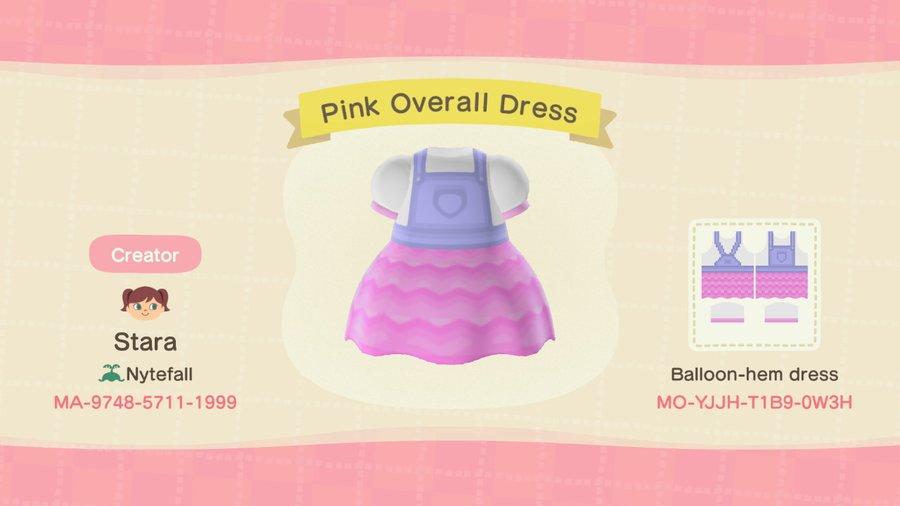 Pink Overall Dress
Creator
Stara
Nytefall
MA-9748-5711-1999
Balloon-hem dress
MO-YJJH-T1B9-0W3H